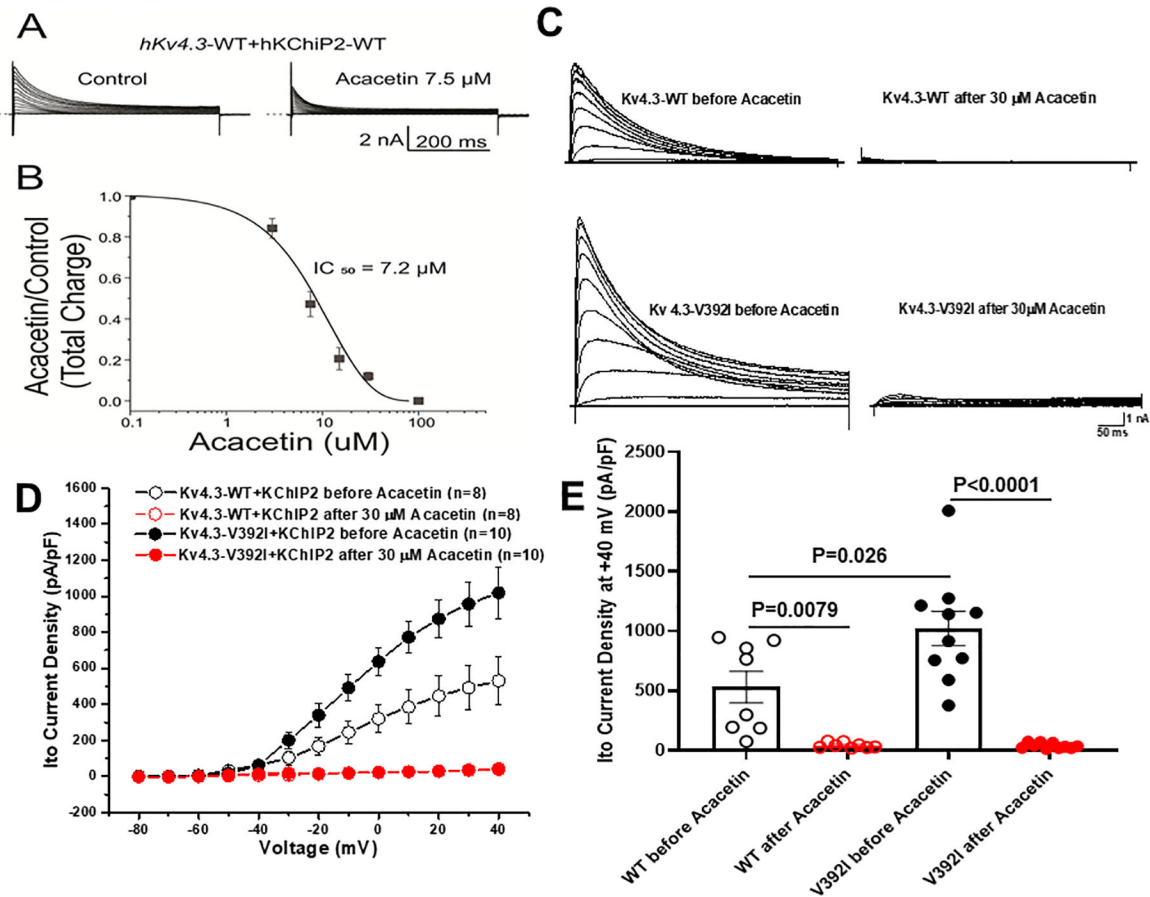 A
hKv4.3-WT+hKChiP2-WT
Control
Acacetin 7.5 µM
2 nA
200 ms
B
Acacetin/Control
(Total Charge)
1.0
0.8
0.6
0.4
0.2
0.0
IC 50 = 7.2 µM
0.1
1
10
100
Acacetin (uM)
C
Kv4.3-WT before Acacetin
Kv4.3-WT after 30 µM Acacetin
Kv 4.3-V392I before Acacetin
Kv4.3-V392I after 30µM Acacetin
1 nA
50 ms
D
Ito Current Density (pA/pF)
1600
1400
1200
1000
800
600
400
200
0
-200
Kv4.3-WT+KChIP2 before Acacetin (n=8)
Kv4.3-WT+KChIP2 after 30 µM Acacetin (n=8)
Kv4.3-V392I+KChIP2 before Acacetin (n=10)
Kv4.3-V392I+KChIP2 after 30 µM Acacetin (n=10)
-80
-60
-40
-20
0
20
40
Voltage (mV)
E
Ito Current Density at +40 mV (pA/pF)
2500
2000
1500
1000
500
0
P<0.0001
P=0.026
P=0.0079
WT before Acacetin
WT after Acacetin
V392I before Acacetin
V392I after Acacetin